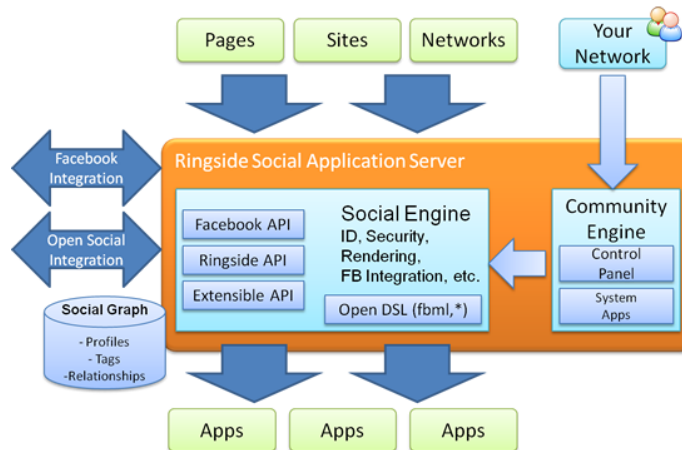 Pages
Sites
Networks
Your
Network
Facebook
Integration
Ringside Social Application Server
Open Social
Integration
Facebook API
Ringside API
Extensible API
Social Engine
ID, Security,
Rendering,
FB Integration, etc.
Open DSL (fbml,*)
Community
Engine
Control
Panel
System
Apps
Social Graph
- Profiles
- Tags
-Relationships
Apps
Apps
Apps